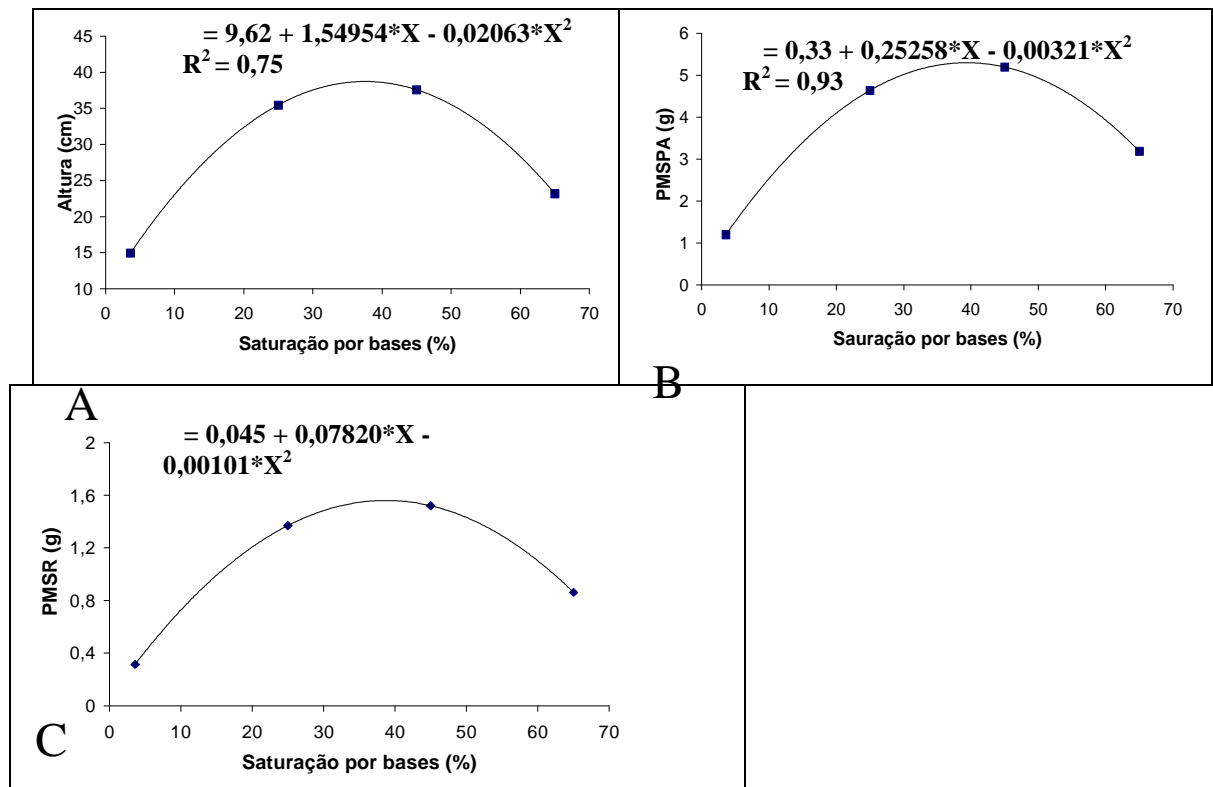 = 9,62 + 1,54954*X - 0,02063*X²
R² = 0,75
45
40
35
30
25
20
15
10
Altura (cm)
0 10 20 30 40 50 60 70
Saturação por bases (%)
A
= 0,33 + 0,25258*X - 0,00321*X²
R² = 0,93
6
5
4
3
2
1
0
PMSPA (g)
0 10 20 30 40 50 60 70
Sauração por bases (%)
B
= 0,045 + 0,07820*X -
0,00101*X²
2
1,6
1,2
0,8
0,4
0
PMSR (g)
0 10 20 30 40 50 60 70
Saturação por bases (%)
C